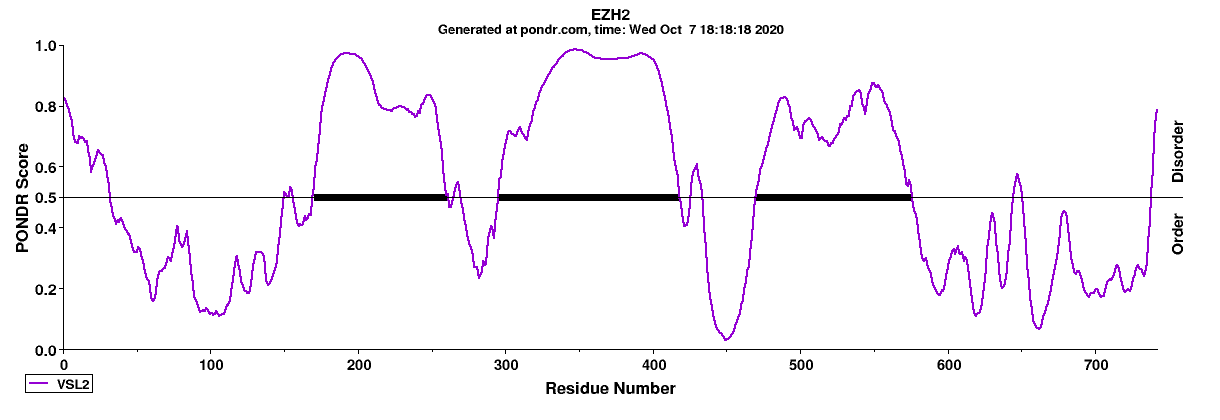 EZH2
Generated at pondr.com, time: Wed Oct  7 18:18:18 2020
PONDR Score
1.0
0.8
0.6
0.5
0.4
0.2
0.0
Disorder
Order
0 100 200 300 400 500 600 700
Residue Number
VSL2